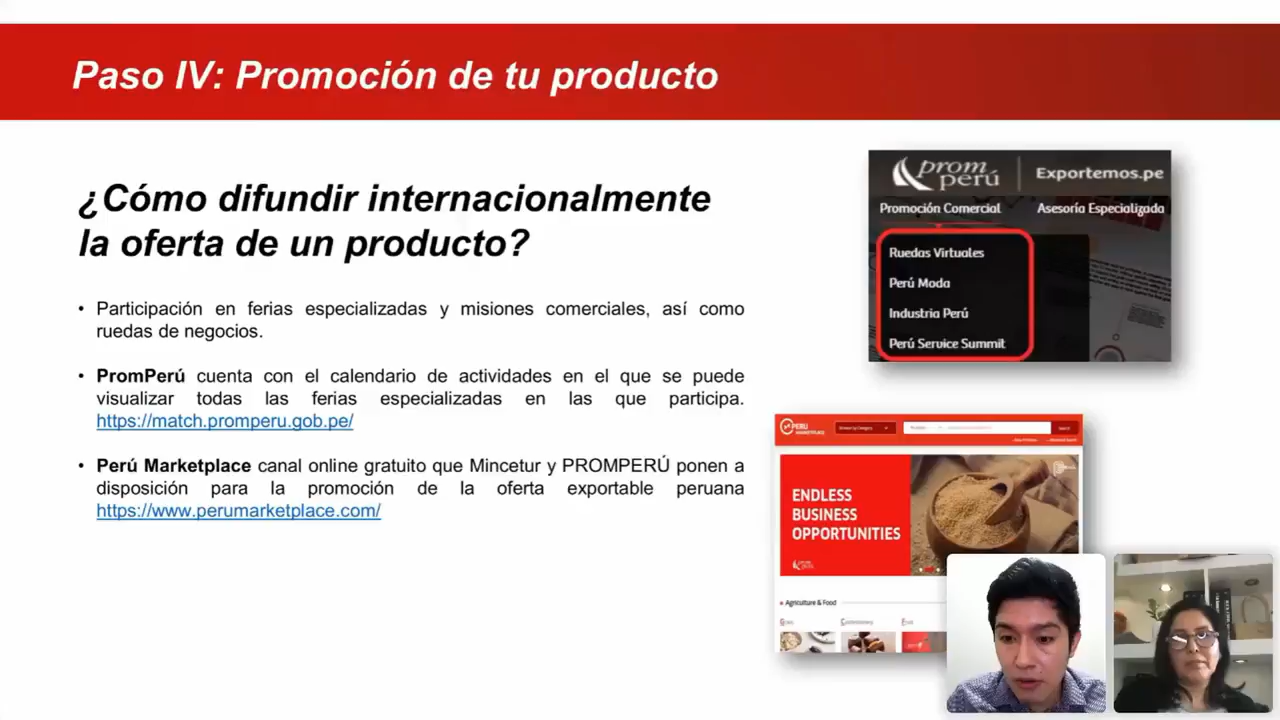 Paso IV: Promoción de tu producto
¿Cómo difundir internacionalmente
la oferta de un producto?
• Participación en ferias especializadas y misiones comerciales, así como
ruedas de negocios.
• PromPerú cuenta con el calendario de actividades en el que se puede
visualizar todas las ferias especializadas en las que participa.
https://match.promperu.gob.pe/
• Perú Marketplace canal online gratuito que Mincetur y PROMPERÚ ponen a
disposición para la promoción de la oferta exportable peruana
https://www.perumarketplace.com/
prom
perú
Exportemos.pe
Promoción Comercial
Asesoría Especializada
Ruedas Virtuales
Perú Moda
Industria Perú
Perú Service Summit
PERU
MARKETPLACE
Browse by Category
ENDLESS
BUSINESS
OPPORTUNITIES
Agriculture & Food